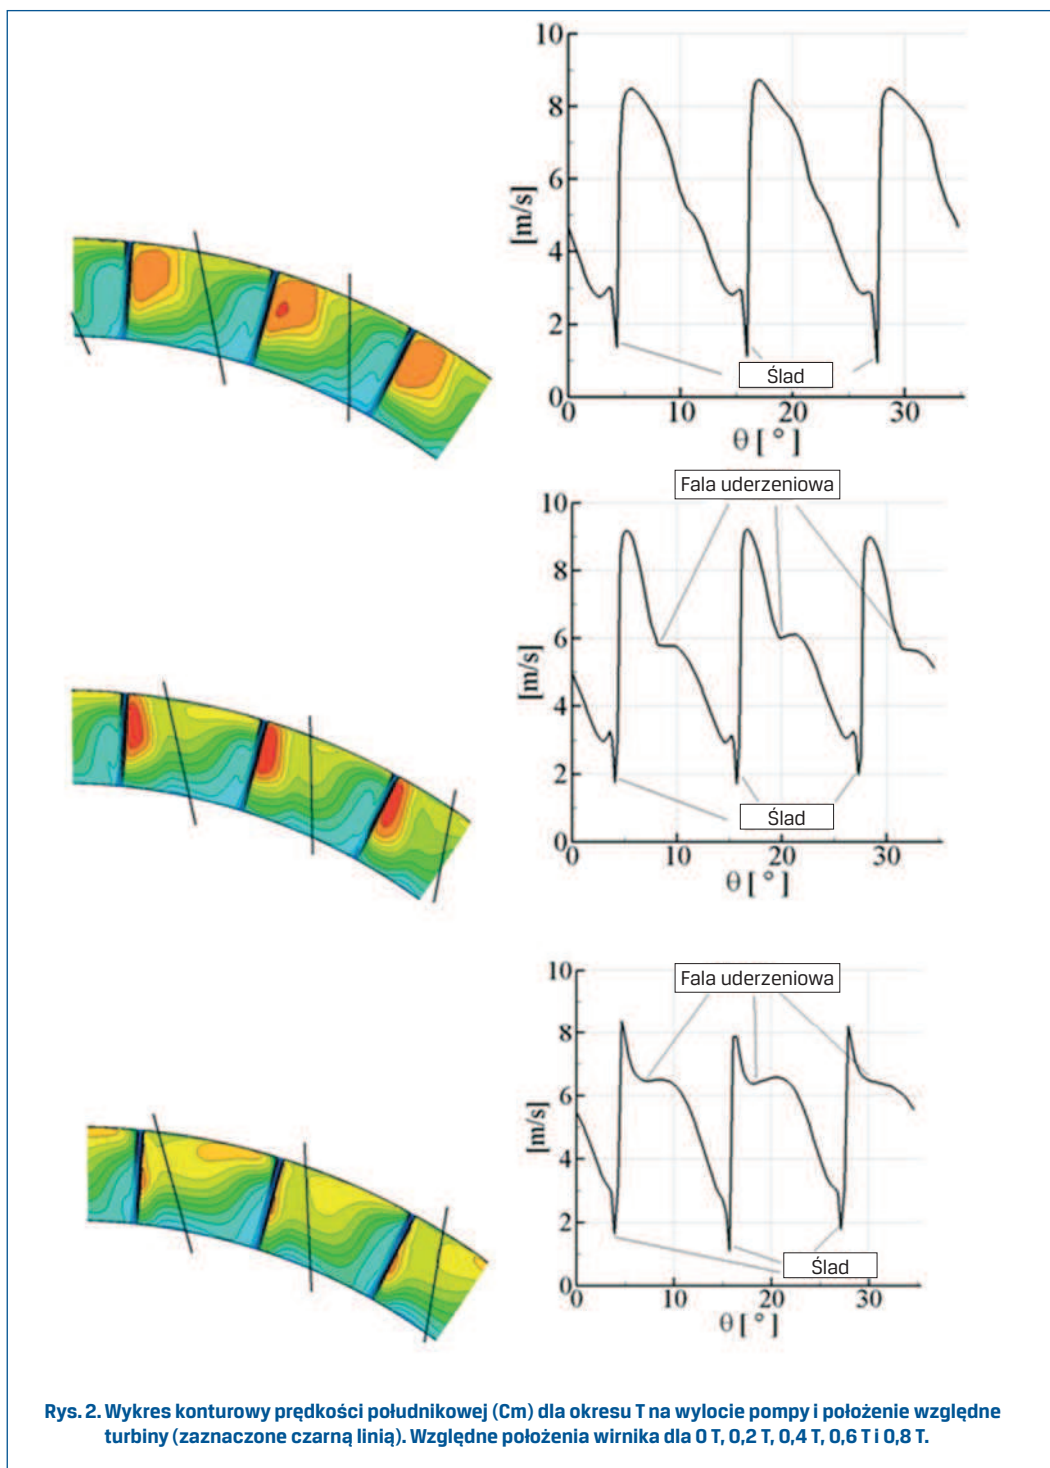 10
8
6
4
2
0
[m/s]
0
10
20
30
θ [ ° ]
Ślad
Fala uderzeniowa
10
8
6
4
2
0
[m/s]
0
10
20
30
θ [ ° ]
Ślad
Fala uderzeniowa
10
8
6
4
2
0
[m/s]
0
10
20
30
θ [ ° ]
Ślad
Rys. 2. Wykres konturowy prędkości południkowej (Cm) dla okresu T na wylocie pompy i położenie względne
turbiny (zaznaczone czarną linią). Względne położenia wirnika dla 0 T, 0,2 T, 0,4 T, 0,6 T i 0,8 T.